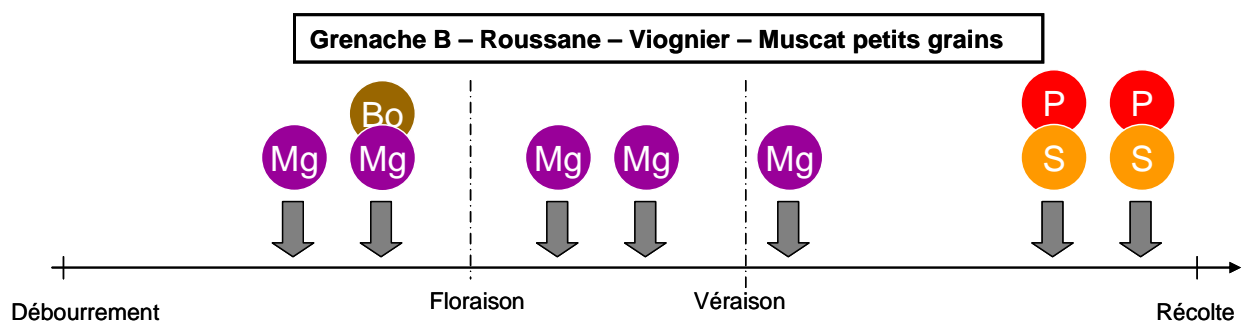 Grenache B – Roussane – Viognier – Muscat petits grains
Bo P P
Mg Mg Mg Mg Mg S S
Débourrement Floraison Véraison Récolte